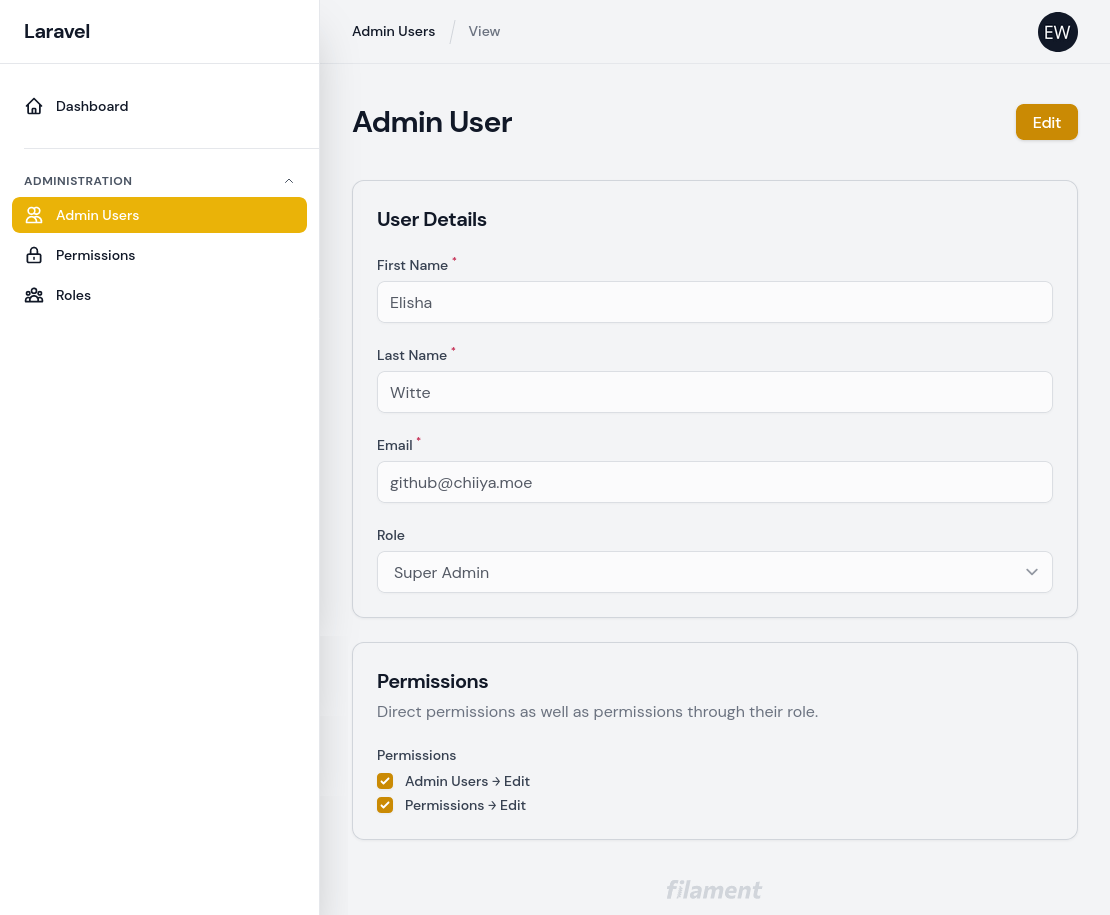 Laravel
Admin Users / View
EW
Dashboard
ADMINISTRATION
Admin Users
Permissions
Roles
Admin User
Edit
User Details
First Name *
Elisha
Last Name *
Witte
Email *
github@chiiya.moe
Role
Super Admin
Permissions
Direct permissions as well as permissions through their role.
Permissions
Admin Users → Edit
Permissions → Edit
filament